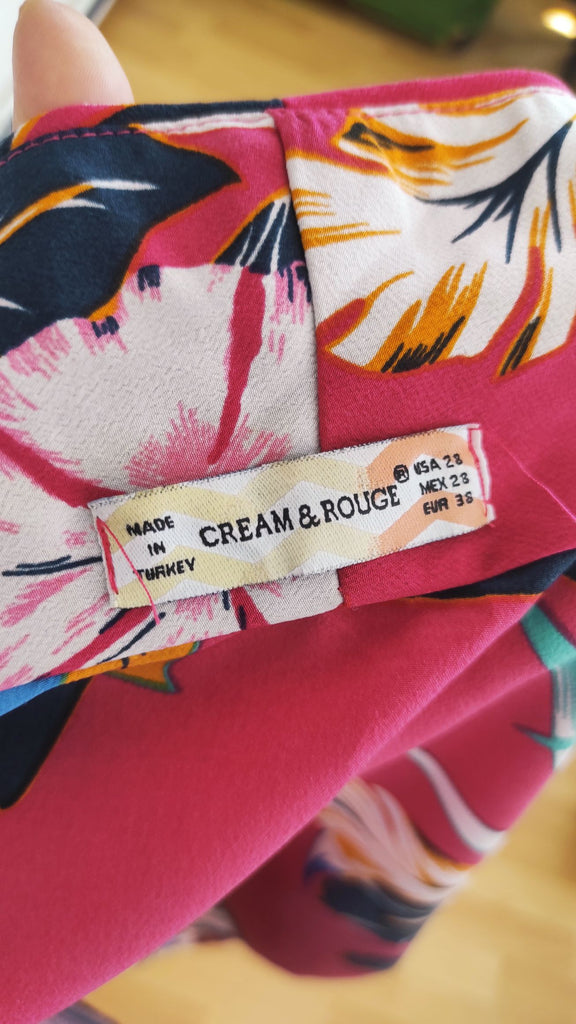 MADE
IN
TURKEY
CREAM & ROUGE®
USA 28
MEX 28
EUR 38